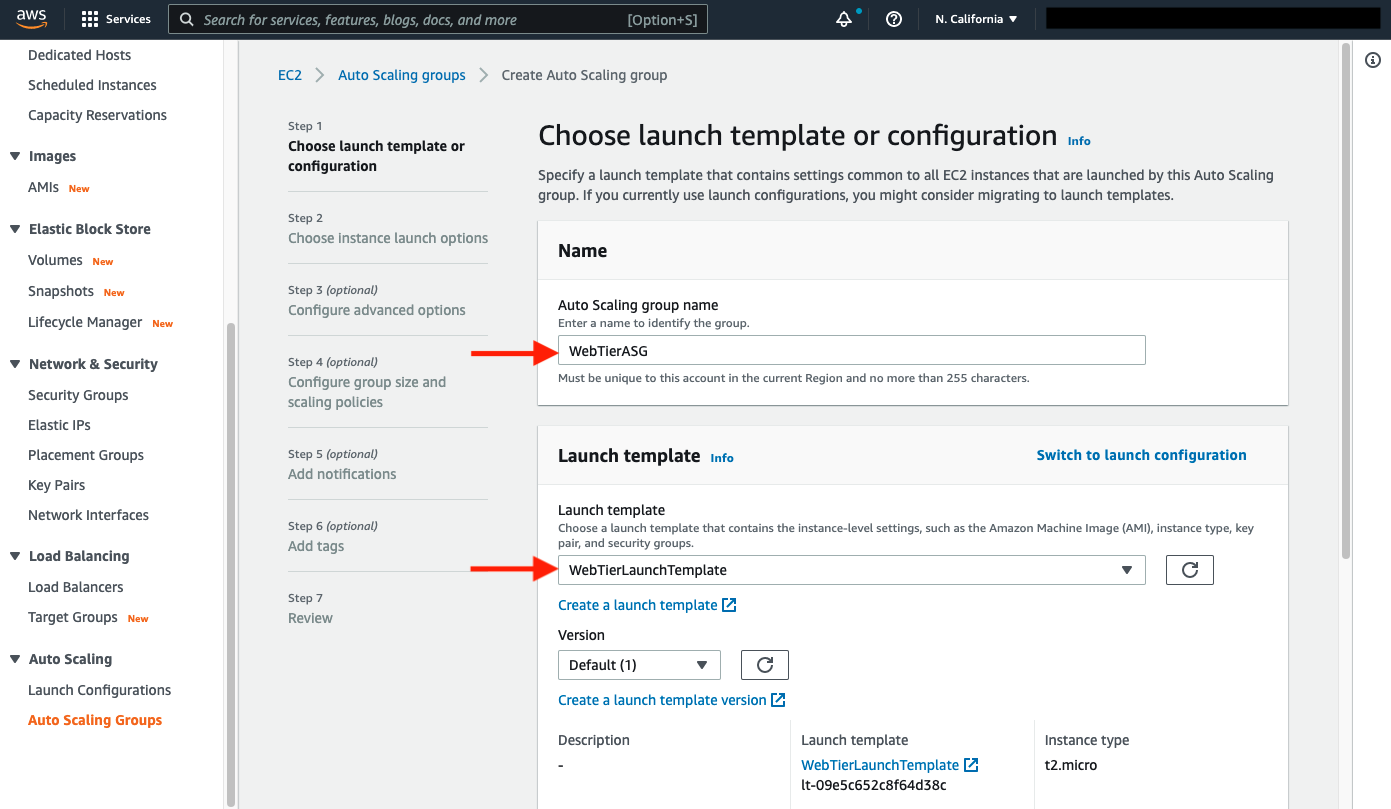 aws
Services
Search for services, features, blogs, docs, and more
[Option+S]
N. California
Dedicated Hosts
Scheduled Instances
Capacity Reservations
Images
AMIs New
Elastic Block Store
Volumes New
Snapshots New
Lifecycle Manager New
Network & Security
Security Groups
Elastic IPs
Placement Groups
Key Pairs
Network Interfaces
Load Balancing
Load Balancers
Target Groups New
Auto Scaling
Launch Configurations
Auto Scaling Groups
EC2
Auto Scaling groups
Create Auto Scaling group
Step 1
Choose launch template or
configuration
Step 2
Choose instance launch options
Step 3 (optional)
Configure advanced options
Step 4 (optional)
Configure group size and
scaling policies
Step 5 (optional)
Add notifications
Step 6 (optional)
Add tags
Step 7
Review
Choose launch template or configuration Info
Specify a launch template that contains settings common to all EC2 instances that are launched by this Auto Scaling
group. If you currently use launch configurations, you might consider migrating to launch templates.
Name
Auto Scaling group name
Enter a name to identify the group.
WebTierASG
Must be unique to this account in the current Region and no more than 255 characters.
Launch template Info
Switch to launch configuration
Launch template
Choose a launch template that contains the instance-level settings, such as the Amazon Machine Image (AMI), instance type, key
pair, and security groups.
WebTierLaunchTemplate
Create a launch template
Version
Default (1)
Create a launch template version
Description
-
Launch template
WebTierLaunchTemplate
lt-09e5c652c8f64d38c
Instance type
t2.micro